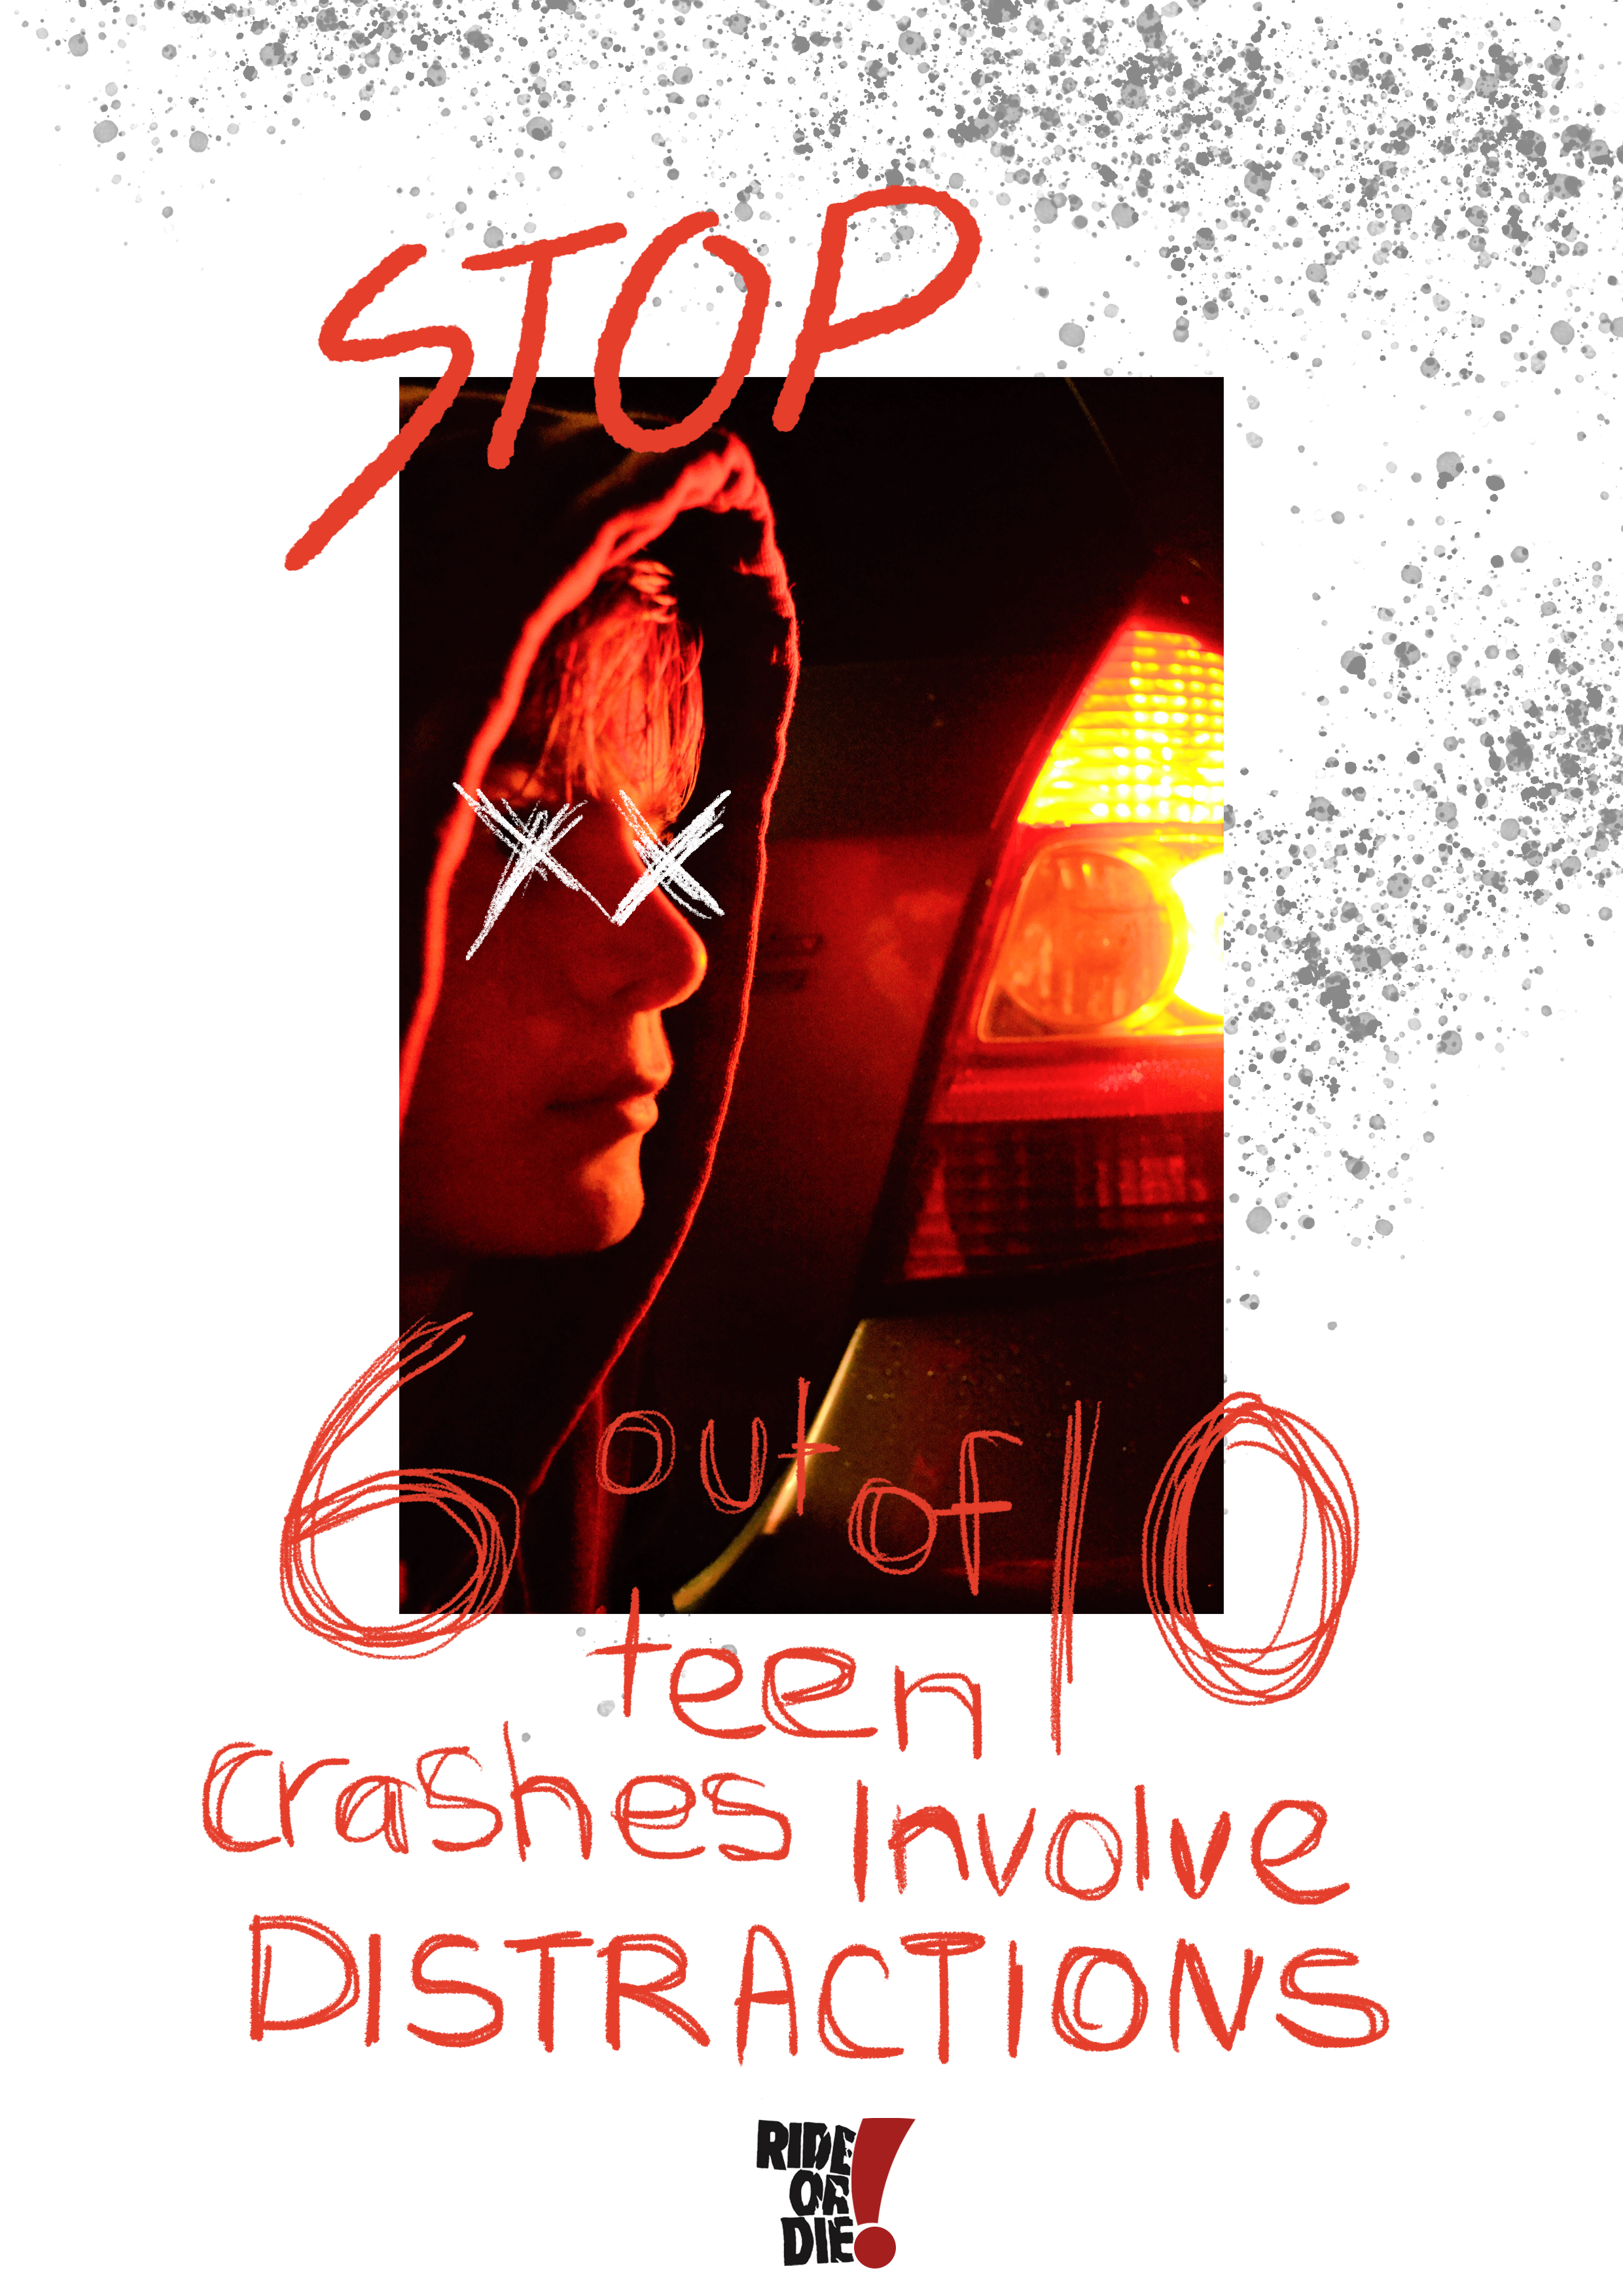 STOP
6 out of 10
teen
crashes Involve
DISTRACTIONS
RIDE
OR
DIE!